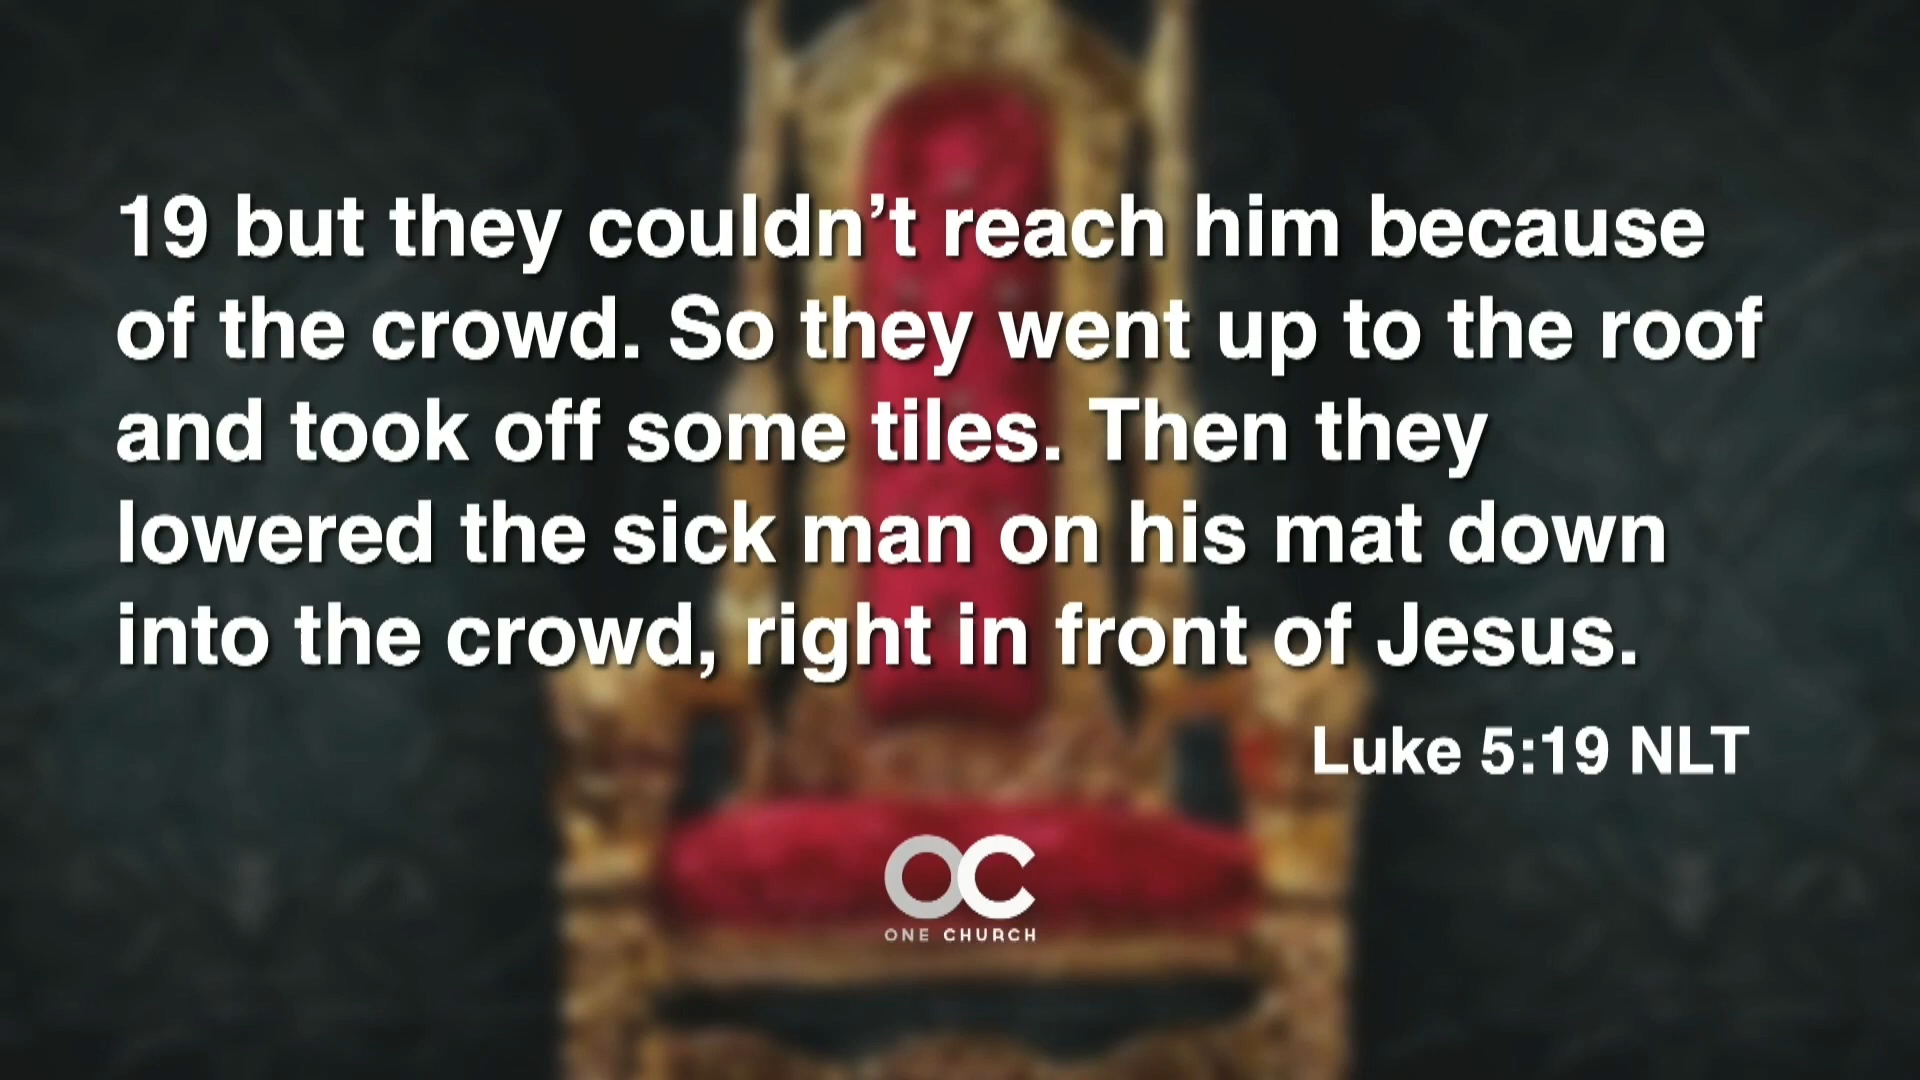 19 but they couldn’t reach him because
of the crowd. So they went up to the roof
and took off some tiles. Then they
lowered the sick man on his mat down
into the crowd, right in front of Jesus.
Luke 5:19 NLT
OC
ONE CHURCH